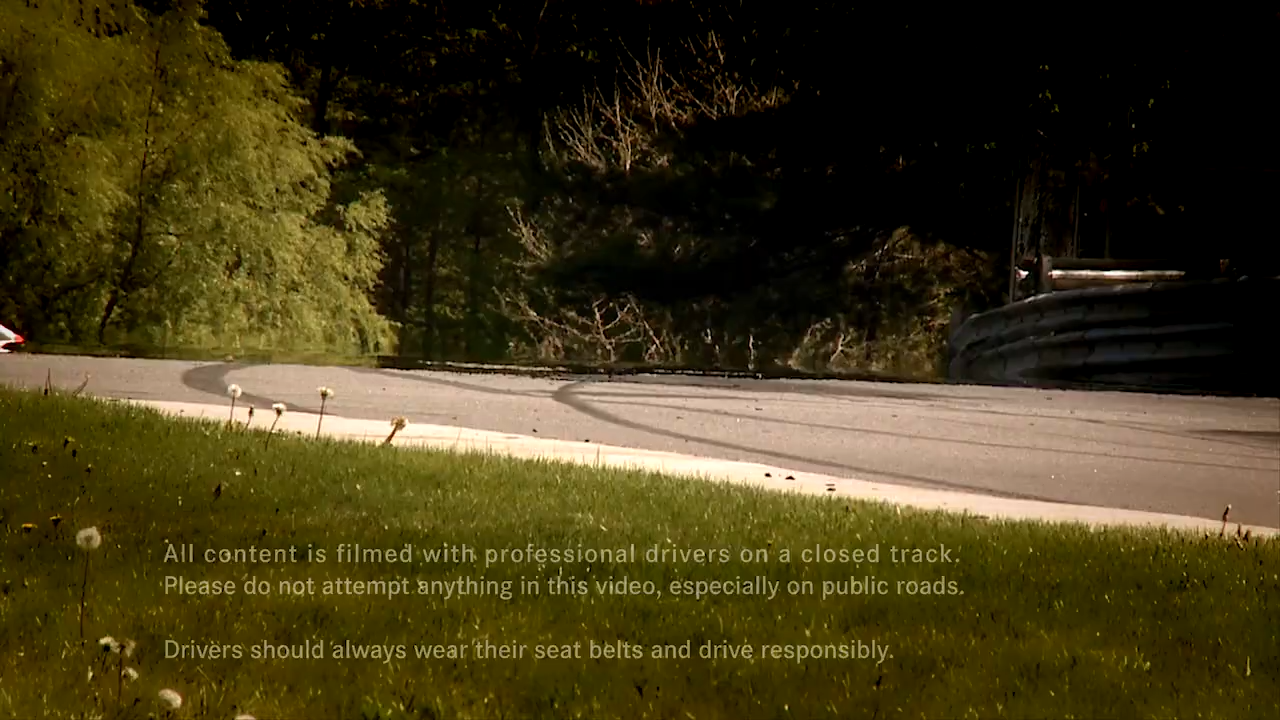 All content is filmed with professional drivers on a closed track.
Please do not attempt anything in this video, especially on public roads.
Drivers should always wear their seat belts and drive responsibly.